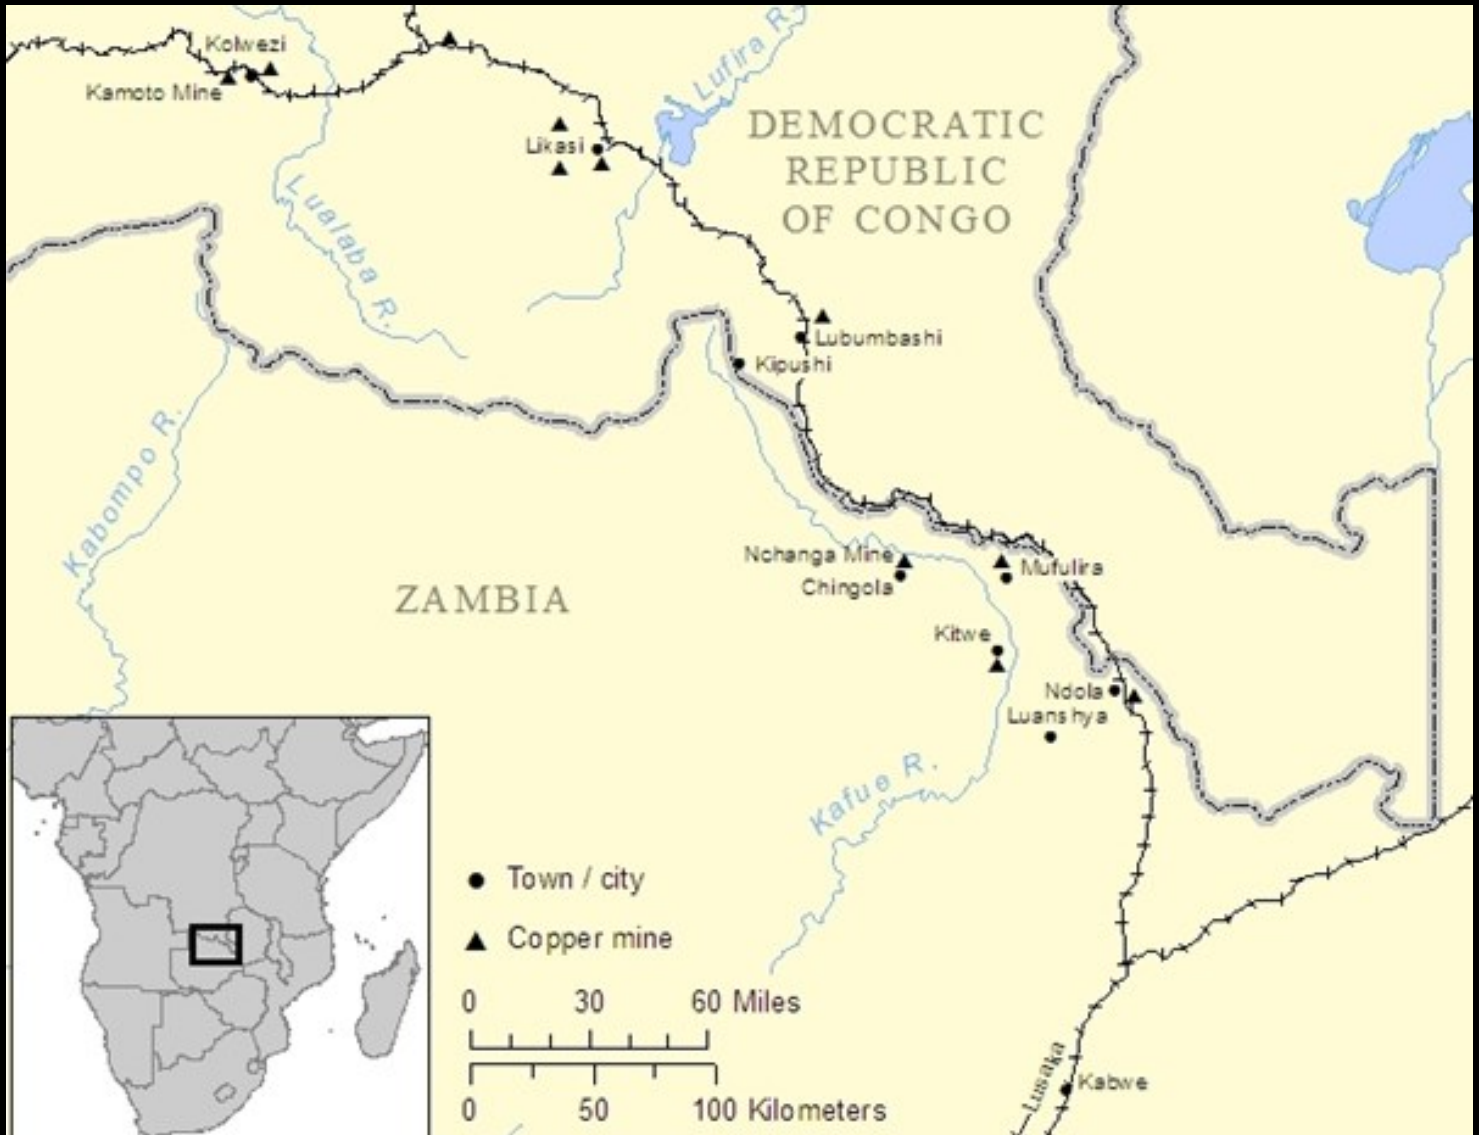 Kolwezi
Kamoto Mine
Lufira R.
Likasi
DEMOCRATIC
REPUBLIC
OF CONGO
Lualaba R.
Lubumbashi
Kipushi
Kabompo R.
Nchanga Mine
Chingola
Mufulira
ZAMBIA
Kitwe
Ndola
Luanshya
Kafue R.
Town / city
Copper mine
0 30 60 Miles
0 50 100 Kilometers
Lusaka
Kabwe